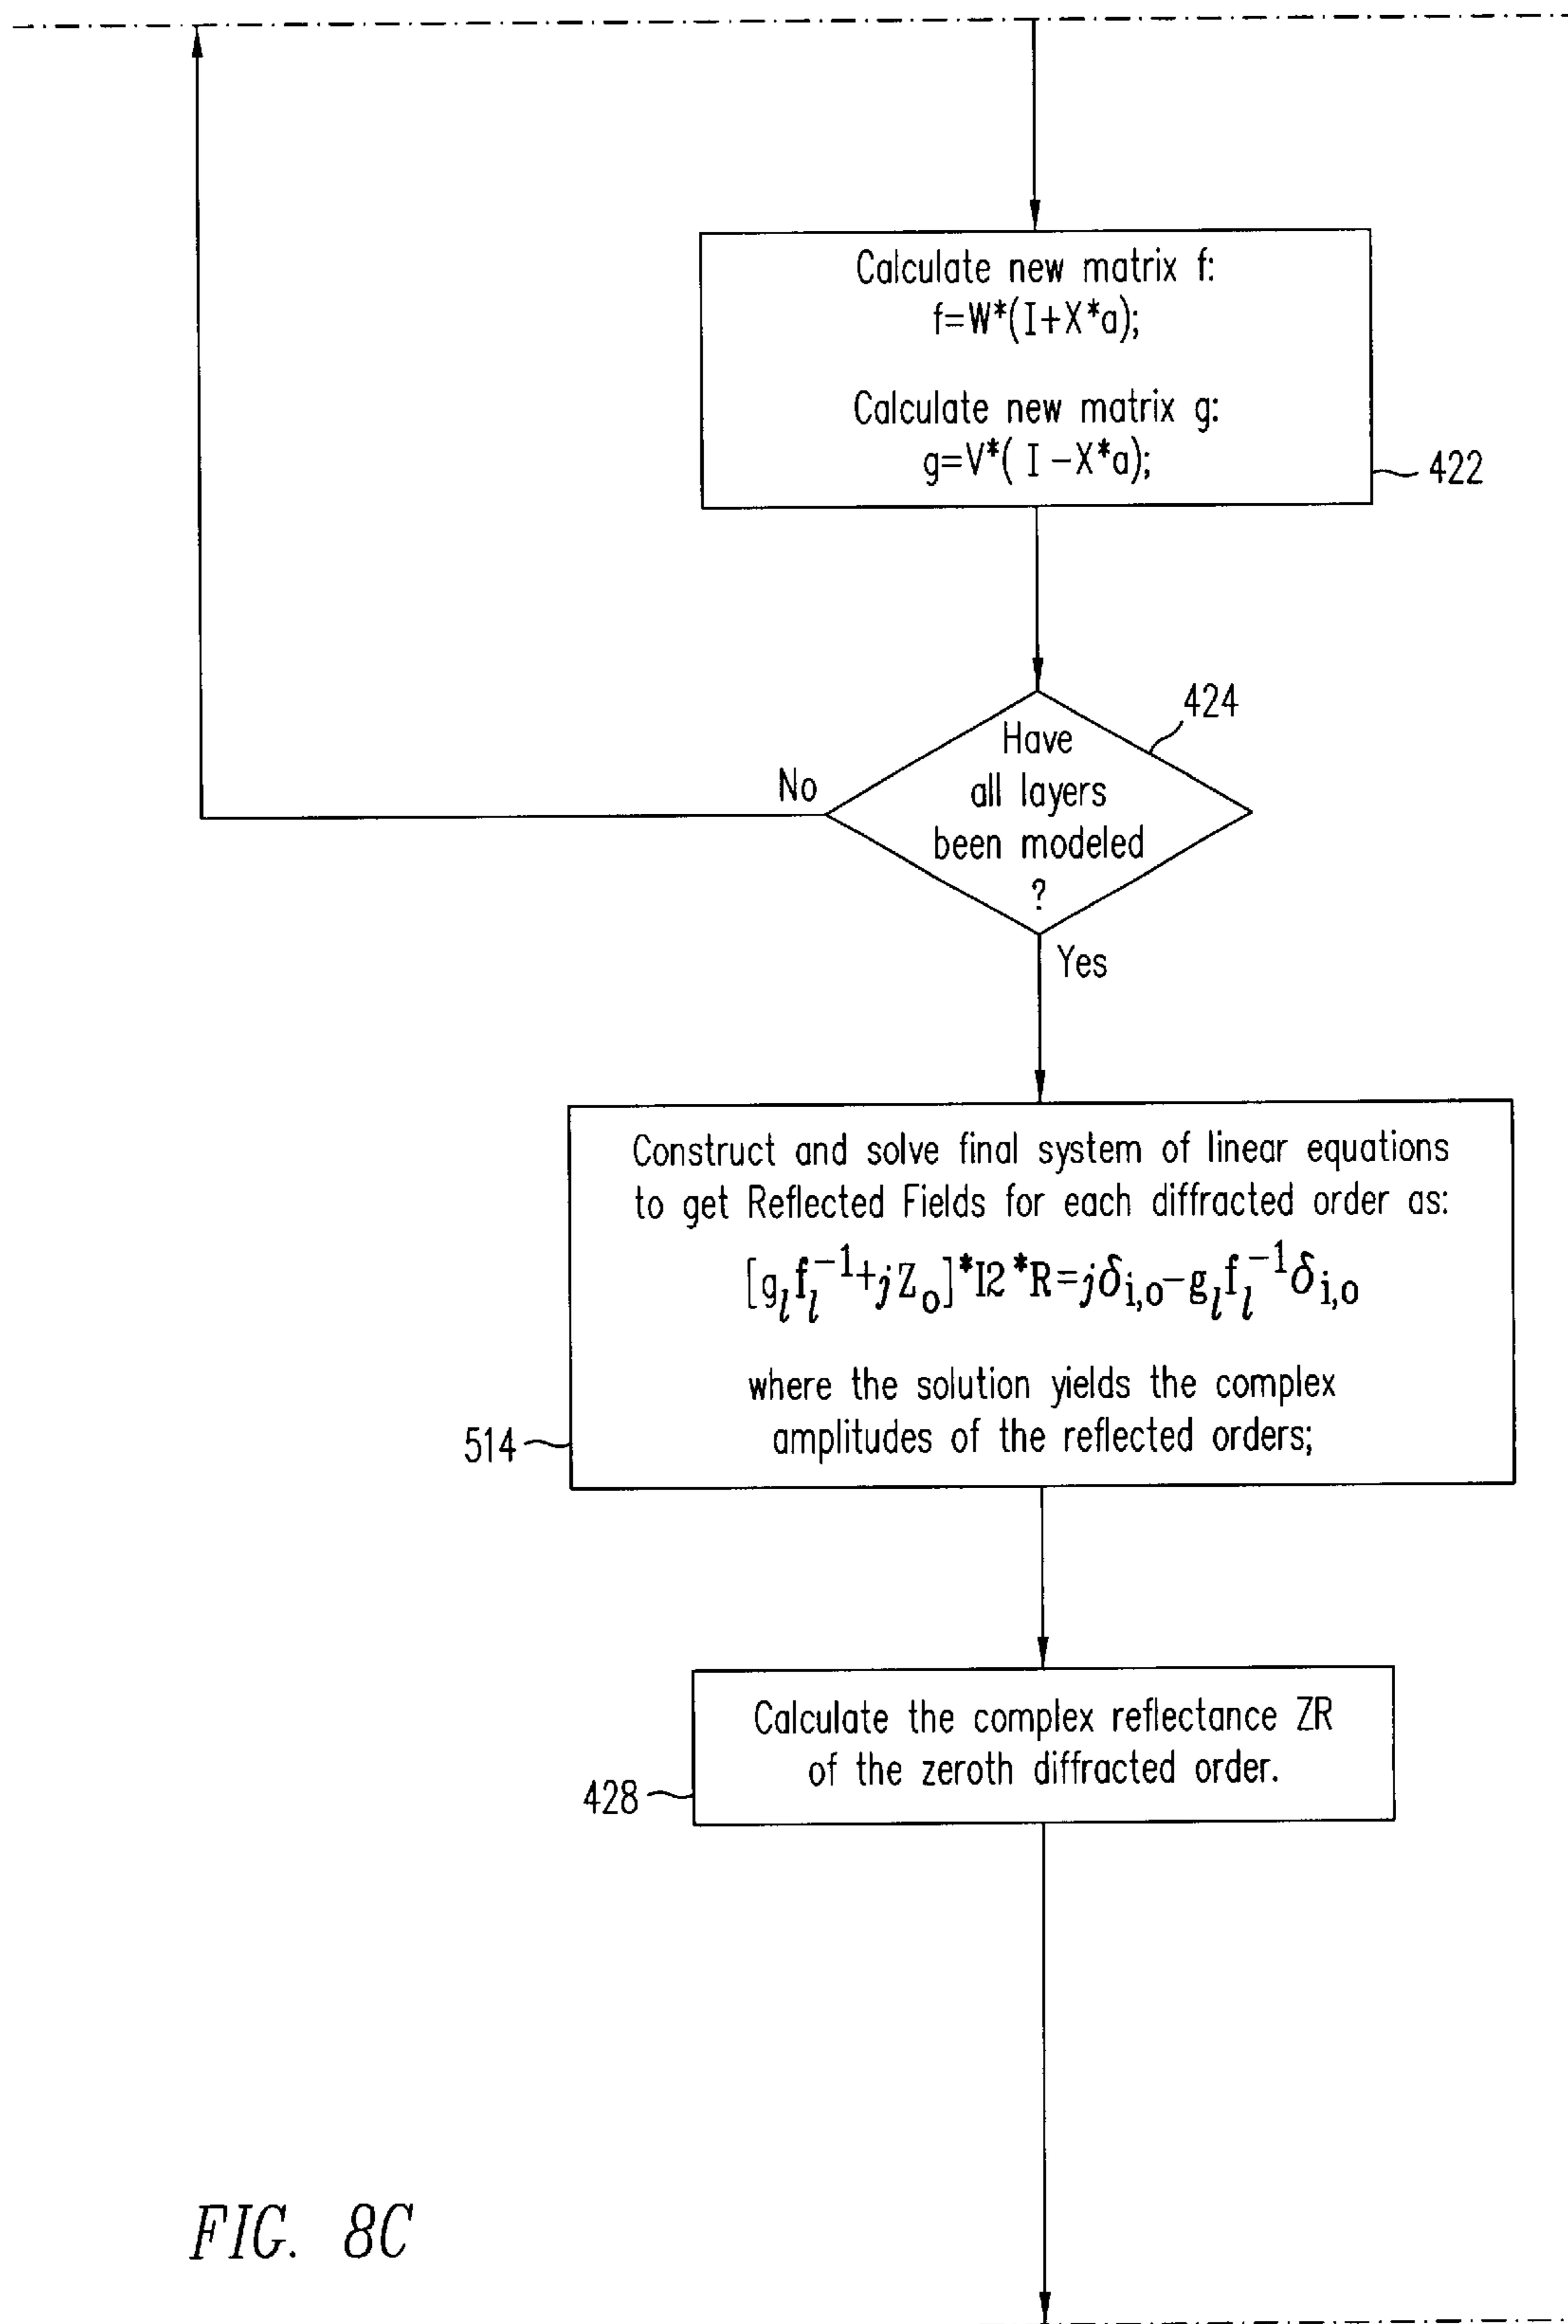 Calculate new matrix f:
f=W*(I+X*a);
Calculate new matrix g:
g=V*( I -X*a);
422
424
Have
all layers
been modeled
?
No
Yes
Construct and solve final system of linear equations
to get Reflected Fields for each diffracted order as:
[g_l f_l^{-1}+jZ_o]*I2*R=jδ_{i,o}-g_l f_l^{-1}δ_{i,o}
where the solution yields the complex
amplitudes of the reflected orders;
514
Calculate the complex reflectance ZR
of the zeroth diffracted order.
428
FIG. 8C